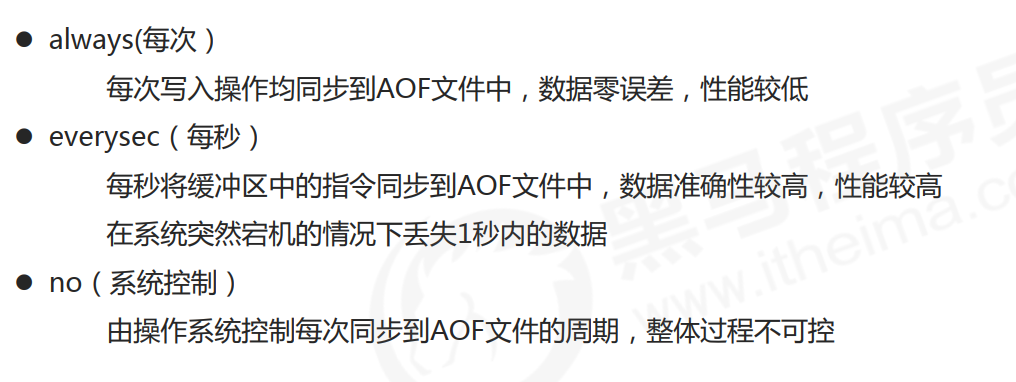 ● always(每次）
每次写入操作均同步到AOF文件中，数据零误差，性能较低
● everysec（每秒）
每秒将缓冲区中的指令同步到AOF文件中，数据准确性较高，性能较高
在系统突然宕机的情况下丢失1秒内的数据
● no（系统控制）
由操作系统控制每次同步到AOF文件的周期，整体过程不可控
黑马程序员
www.itheima.co